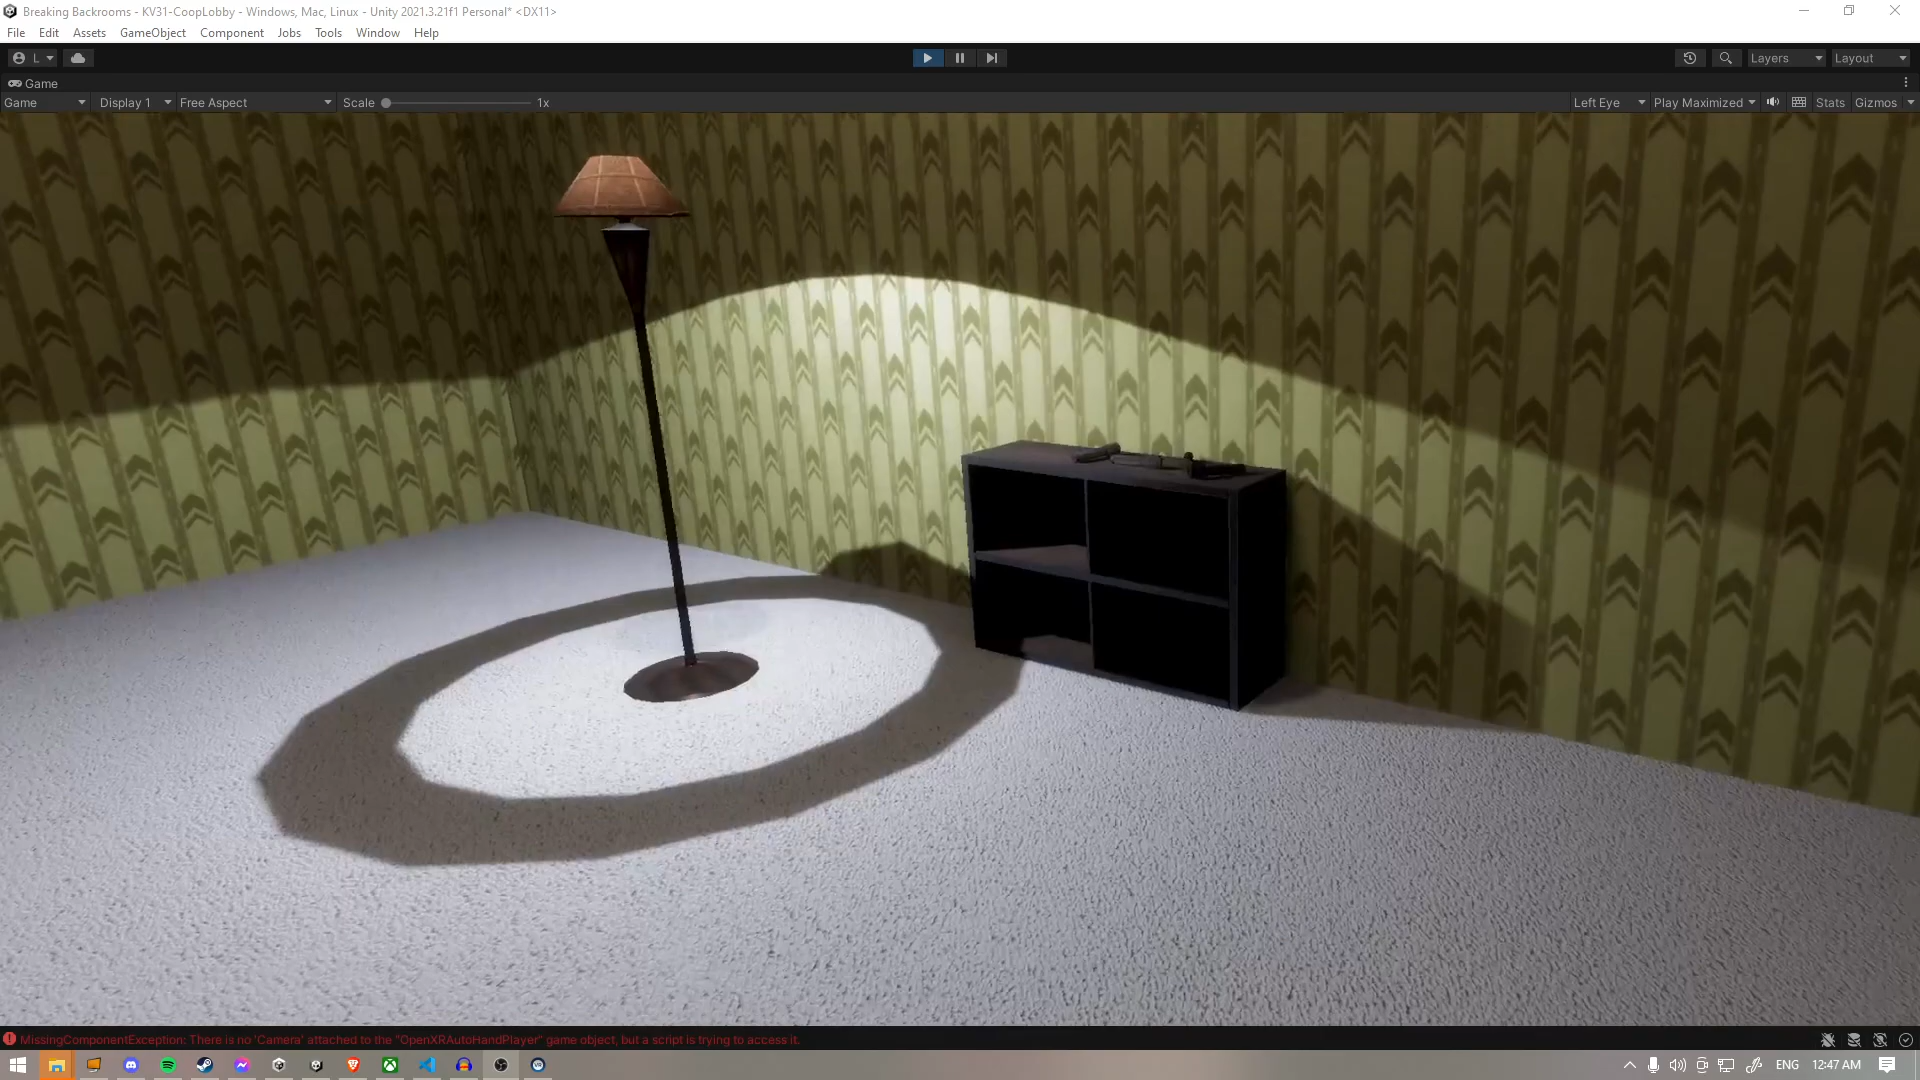 Breaking Backrooms - KV31-CoopLobby - Windows, Mac, Linux - Unity 2021.3.21f1 Personal* <DX11>
File Edit Assets GameObject Component Jobs Tools Window Help
L Layers Layout
Game
Game Display 1 Free Aspect Scale 1x Left Eye Play Maximized Stats Gizmos
MissingComponentException: There is no 'Camera' attached to the "OpenXRAutoHandPlayer" game object, but a script is trying to access it.
ENG 12:47 AM